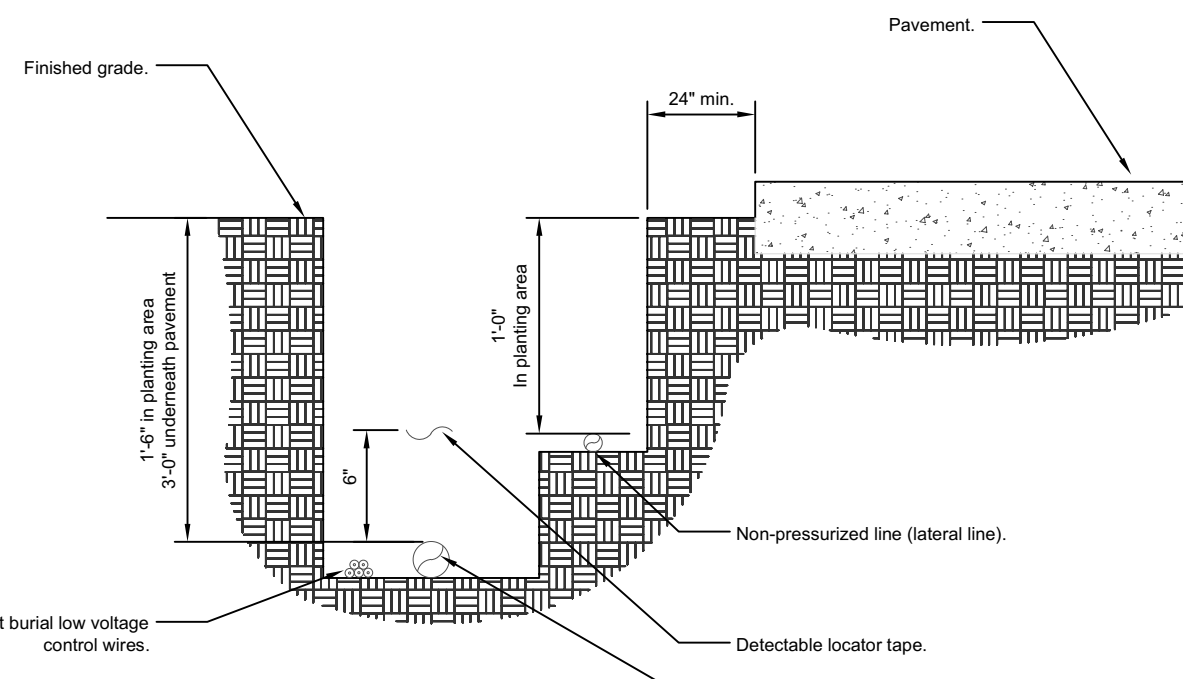 Pavement.
Finished grade.
24" min.
1'-6" in planting area
3'-0" underneath pavement
1'-0"
In planting area
6"
Non-pressurized line (lateral line).
burial low voltage
control wires.
Detectable locator tape.